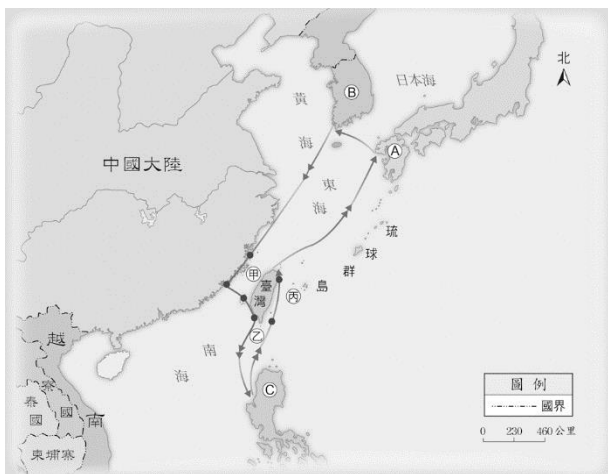 北
日本海
Ⓑ
黃海
Ⓐ
中國大陸
東海
琉球群島
㊙甲
臺灣
丙
乙
南海
Ⓒ
越南
寮國
泰國
柬埔寨
圖例
國界
0 230 460 公里